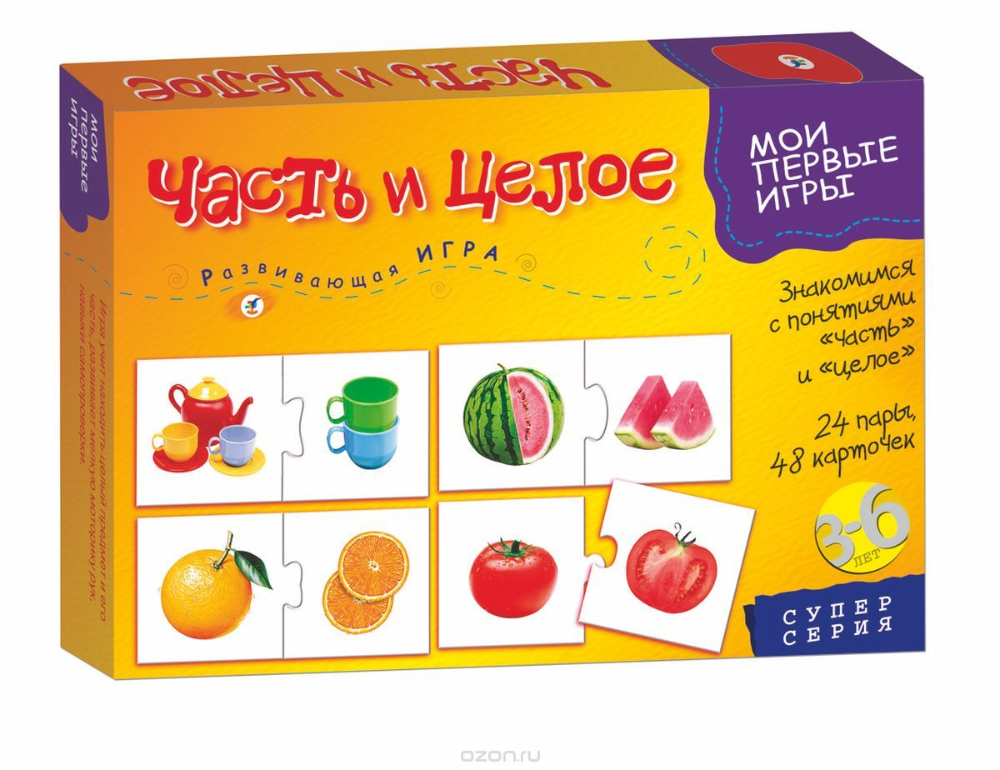 Часть и Целое
мои
первые
игры
Часть и Целое
МОИ
ПЕРВЫЕ
ИГРЫ
Развивающая ИГРА
Знакомимся
с понятиями
«часть»
и «целое»
24 пары,
48 карточек
3-6
ЛЕТ
СУПЕР
СЕРИЯ
Игра учит находить целый предмет и его
часть, развивает мелкую моторику рук,
навыки самопроверки.
ozon.ru